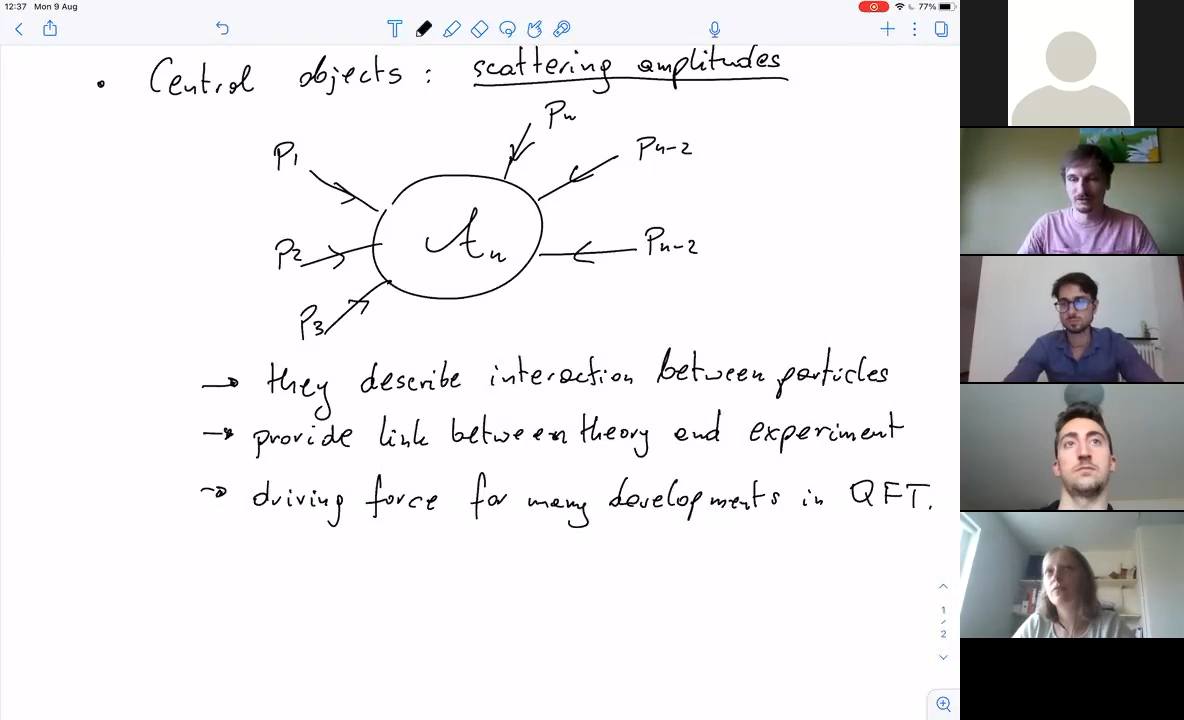 12:37 Mon 9 Aug
77%
• Central objects : scattering amplitudes
Pn
P1
Pn-2
P2
An
Pn-2
P3
→ they describe interaction between particles
→ provide link between theory and experiment
→ driving force for many developments in QFT.
1
/
2